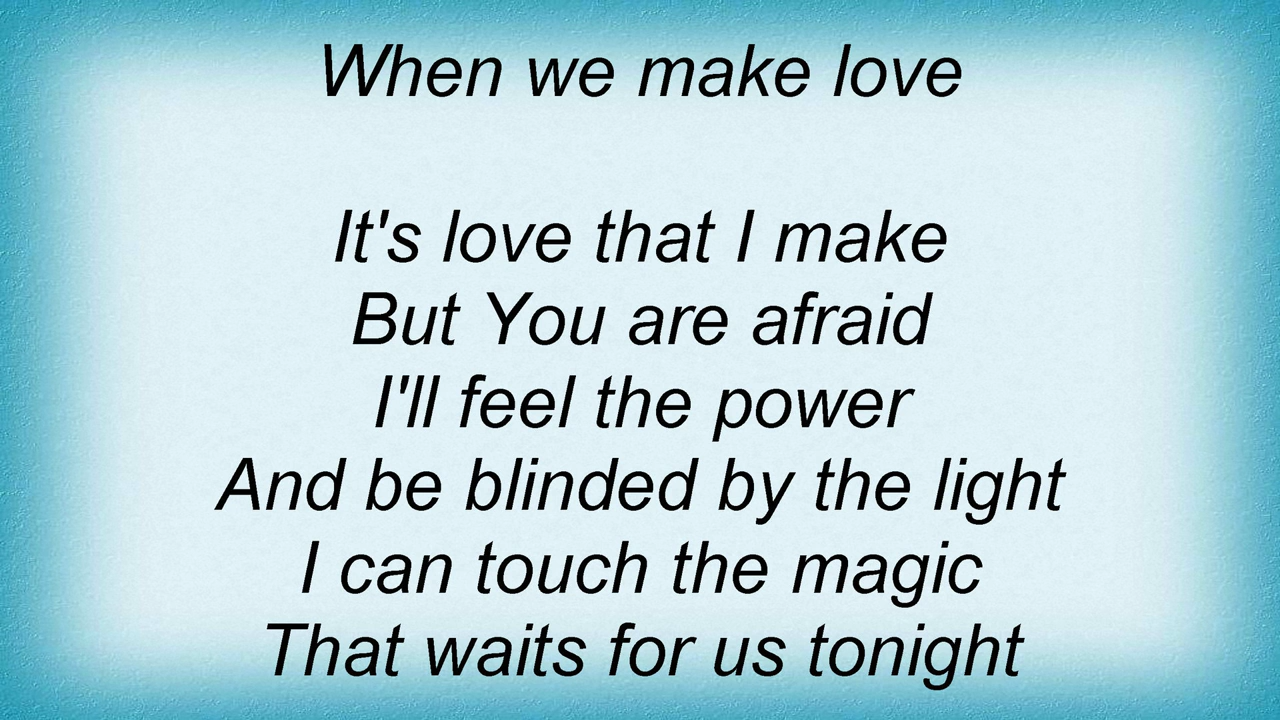 When we make love
It's love that I make
But You are afraid
I'll feel the power
And be blinded by the light
I can touch the magic
That waits for us tonight